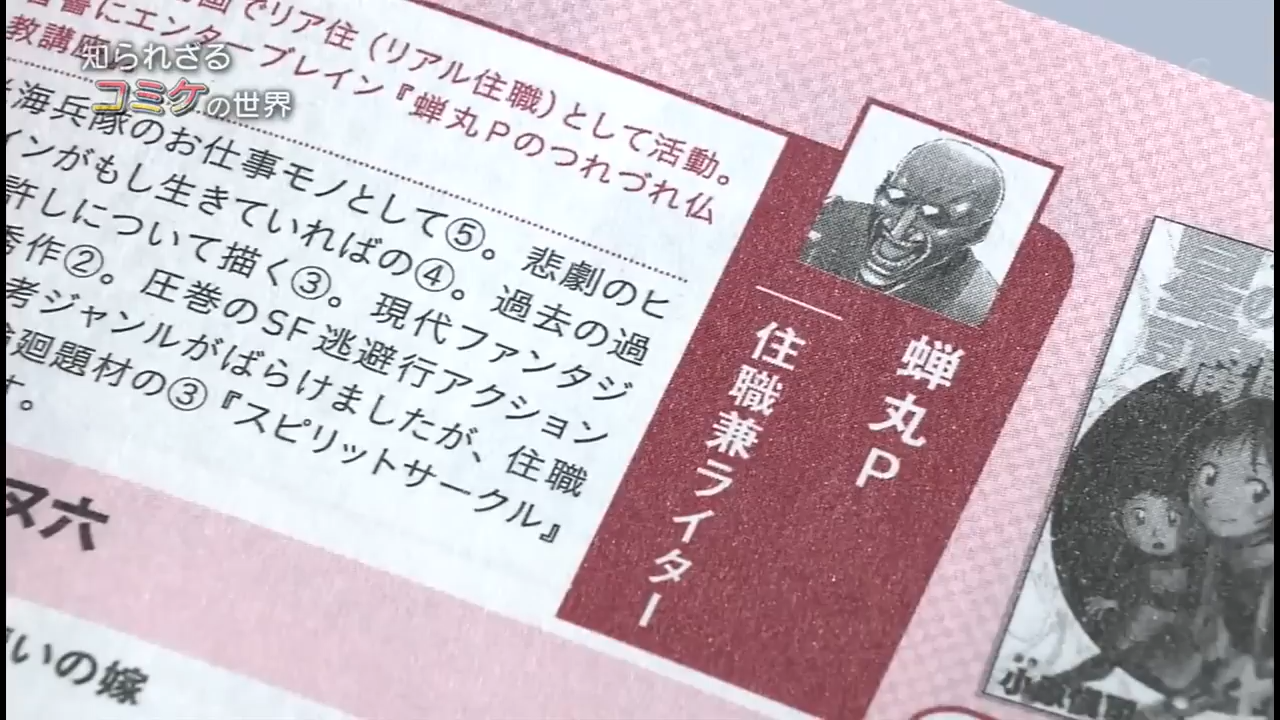 知られざる
コミケの世界
画でリア住(リアル住職)として活動。
書にエンターブレイン『蝉丸Pのつれづれ仏
教講座
海兵隊のお仕事モノとして⑤。悲劇のヒ
インがもし生きていればの④。過去の過
許しについて描く③。現代ファンタジ
秀作②。圧巻のSF逃避行アクション
考ジャンルがばらけましたが、住職
廻題材の③『スピリットサークル』
す。
蝉丸P
住職兼ライター
ヌ六
いの嫁